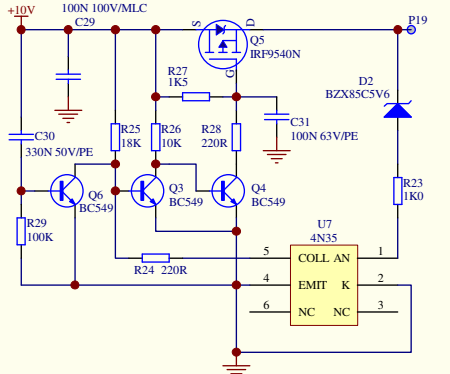 +10V
100N 100V/MLC
C29
P19
S
D
Q5
IRF9540N
G
R27
1K5
D2
BZX85C5V6
C31
100N 63V/PE
C30
330N 50V/PE
R25
18K
R26
10K
R28
220R
Q6
BC549
Q3
BC549
Q4
BC549
R23
1K0
R29
100K
U7
4N35
R24 220R
5 COLL AN 1
4 EMIT K 2
6 NC NC 3